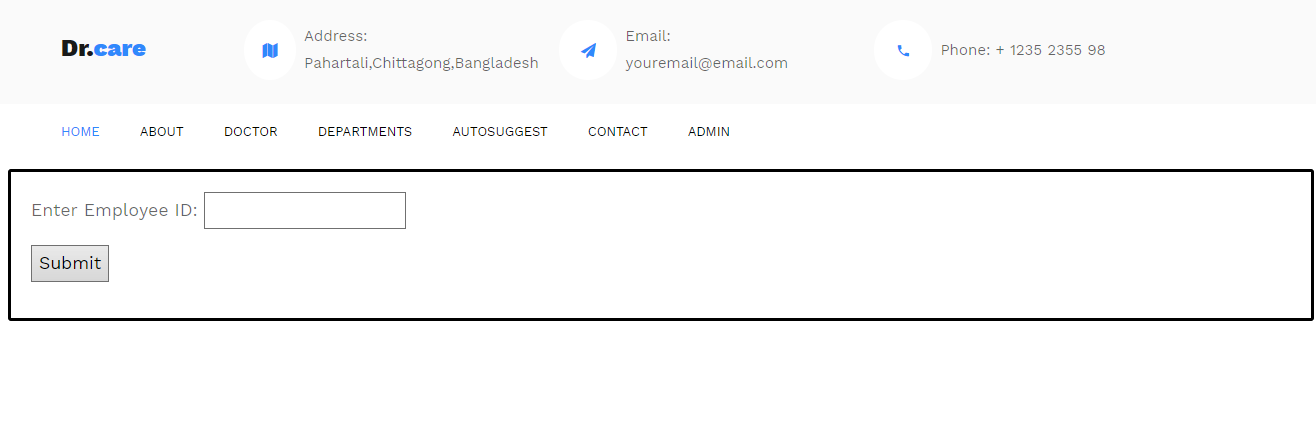 Dr.care
Address:
Pahartali,Chittagong,Bangladesh
Email:
youremail@email.com
Phone: + 1235 2355 98
HOME ABOUT DOCTOR DEPARTMENTS AUTOSUGGEST CONTACT ADMIN
Enter Employee ID:
Submit